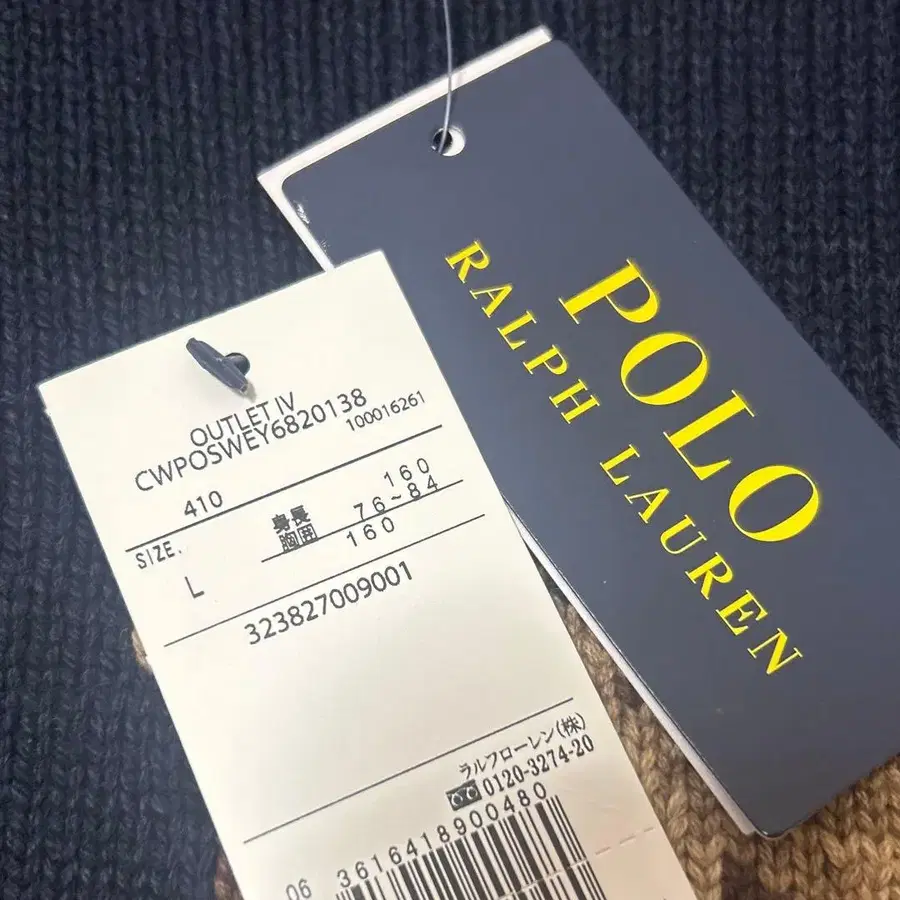 POLO
RALPH LAUREN
OUTLET IV
CWPOSWEY6820138
100016261
410
身長 160
胸囲 76~84
SIZE.
L
160
323827009001
ラルフローレン(株)
0120-3274-20
06 3616418900480